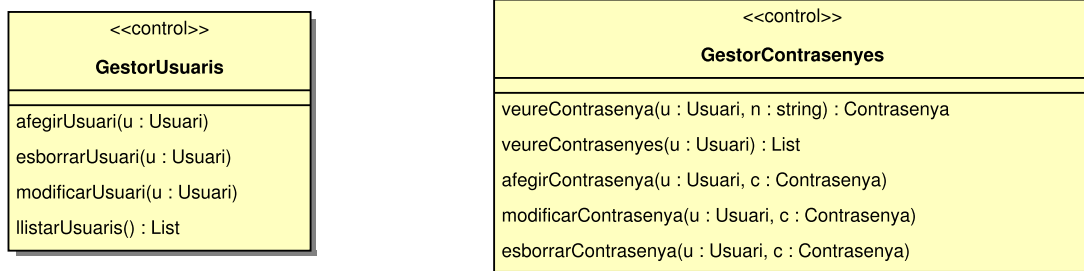 <<control>>
GestorUsuaris
afegirUsuari(u : Usuari)
esborrarUsuari(u : Usuari)
modificarUsuari(u : Usuari)
llistarUsuaris() : List
<<control>>
GestorContrasenyes
veureContrasenya(u : Usuari, n : string) : Contrasenya
veureContrasenyes(u : Usuari) : List
afegirContrasenya(u : Usuari, c : Contrasenya)
modificarContrasenya(u : Usuari, c : Contrasenya)
esborrarContrasenya(u : Usuari, c : Contrasenya)